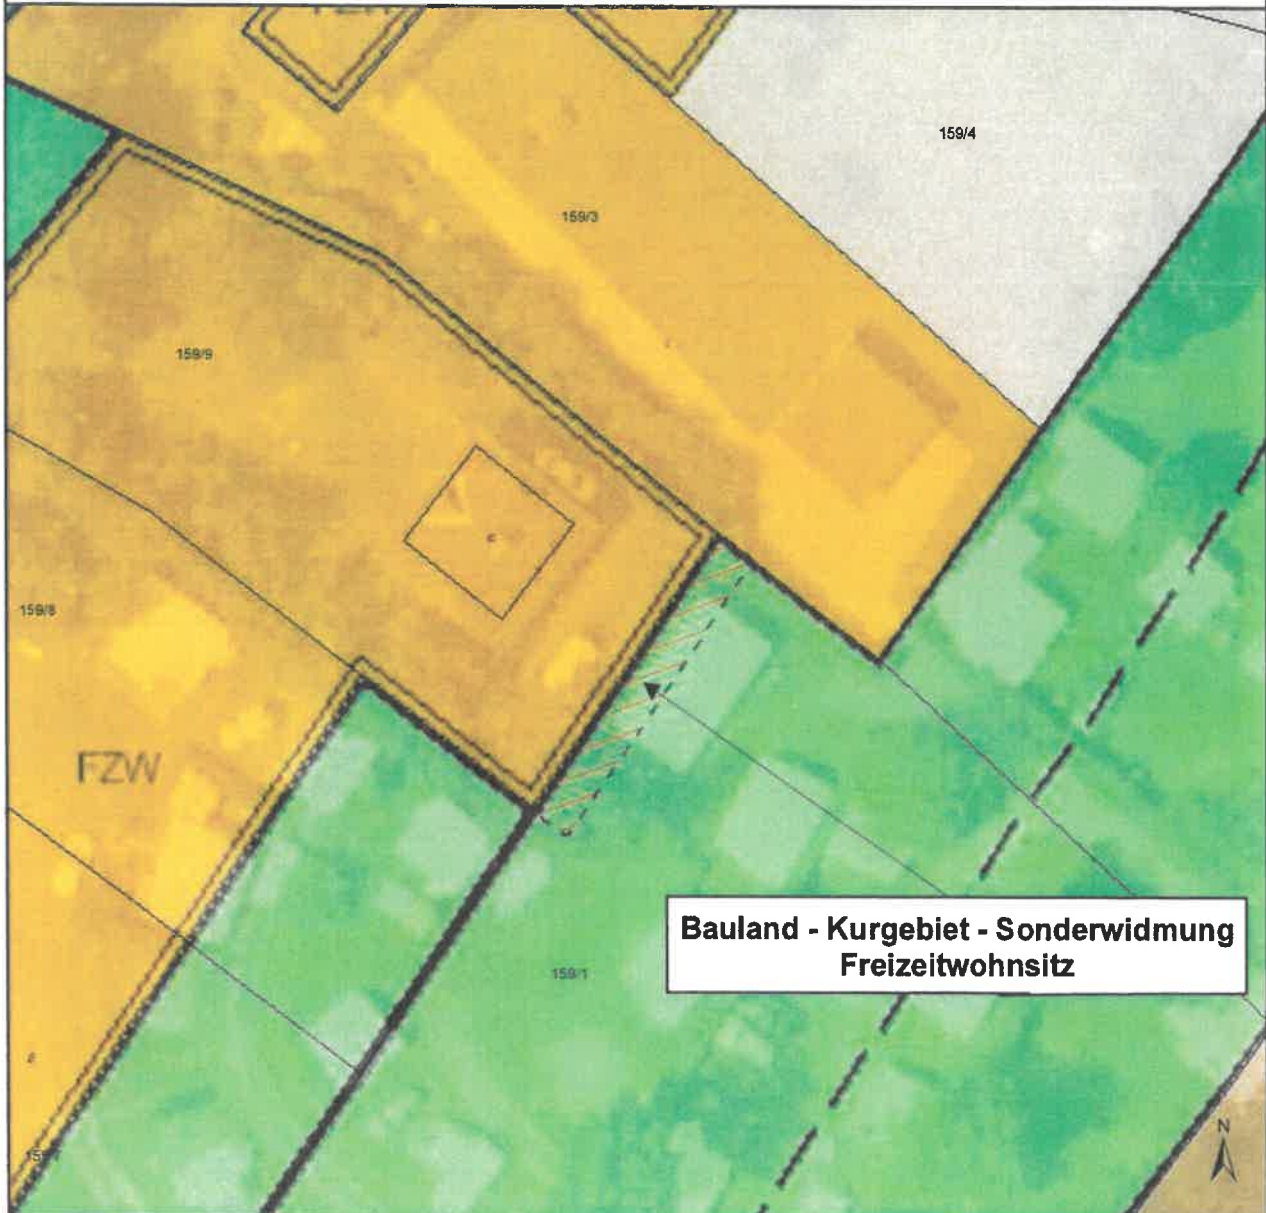 159/4
159/3
159/9
159/8
FZW
Bauland - Kurgebiet - Sonderwidmung
Freizeitwohnsitz
159/1
N